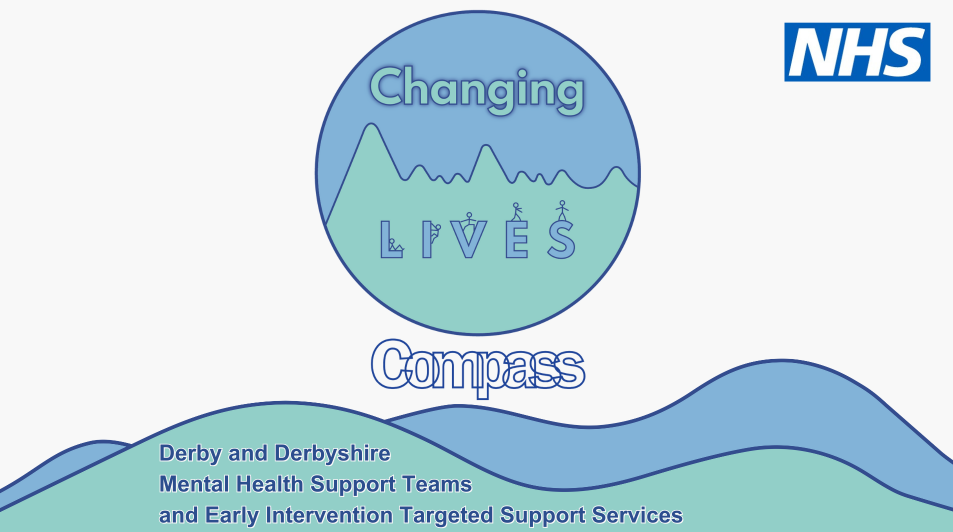 NHS
Changing
LIVES
Compass
Derby and Derbyshire
Mental Health Support Teams
and Early Intervention Targeted Support Services